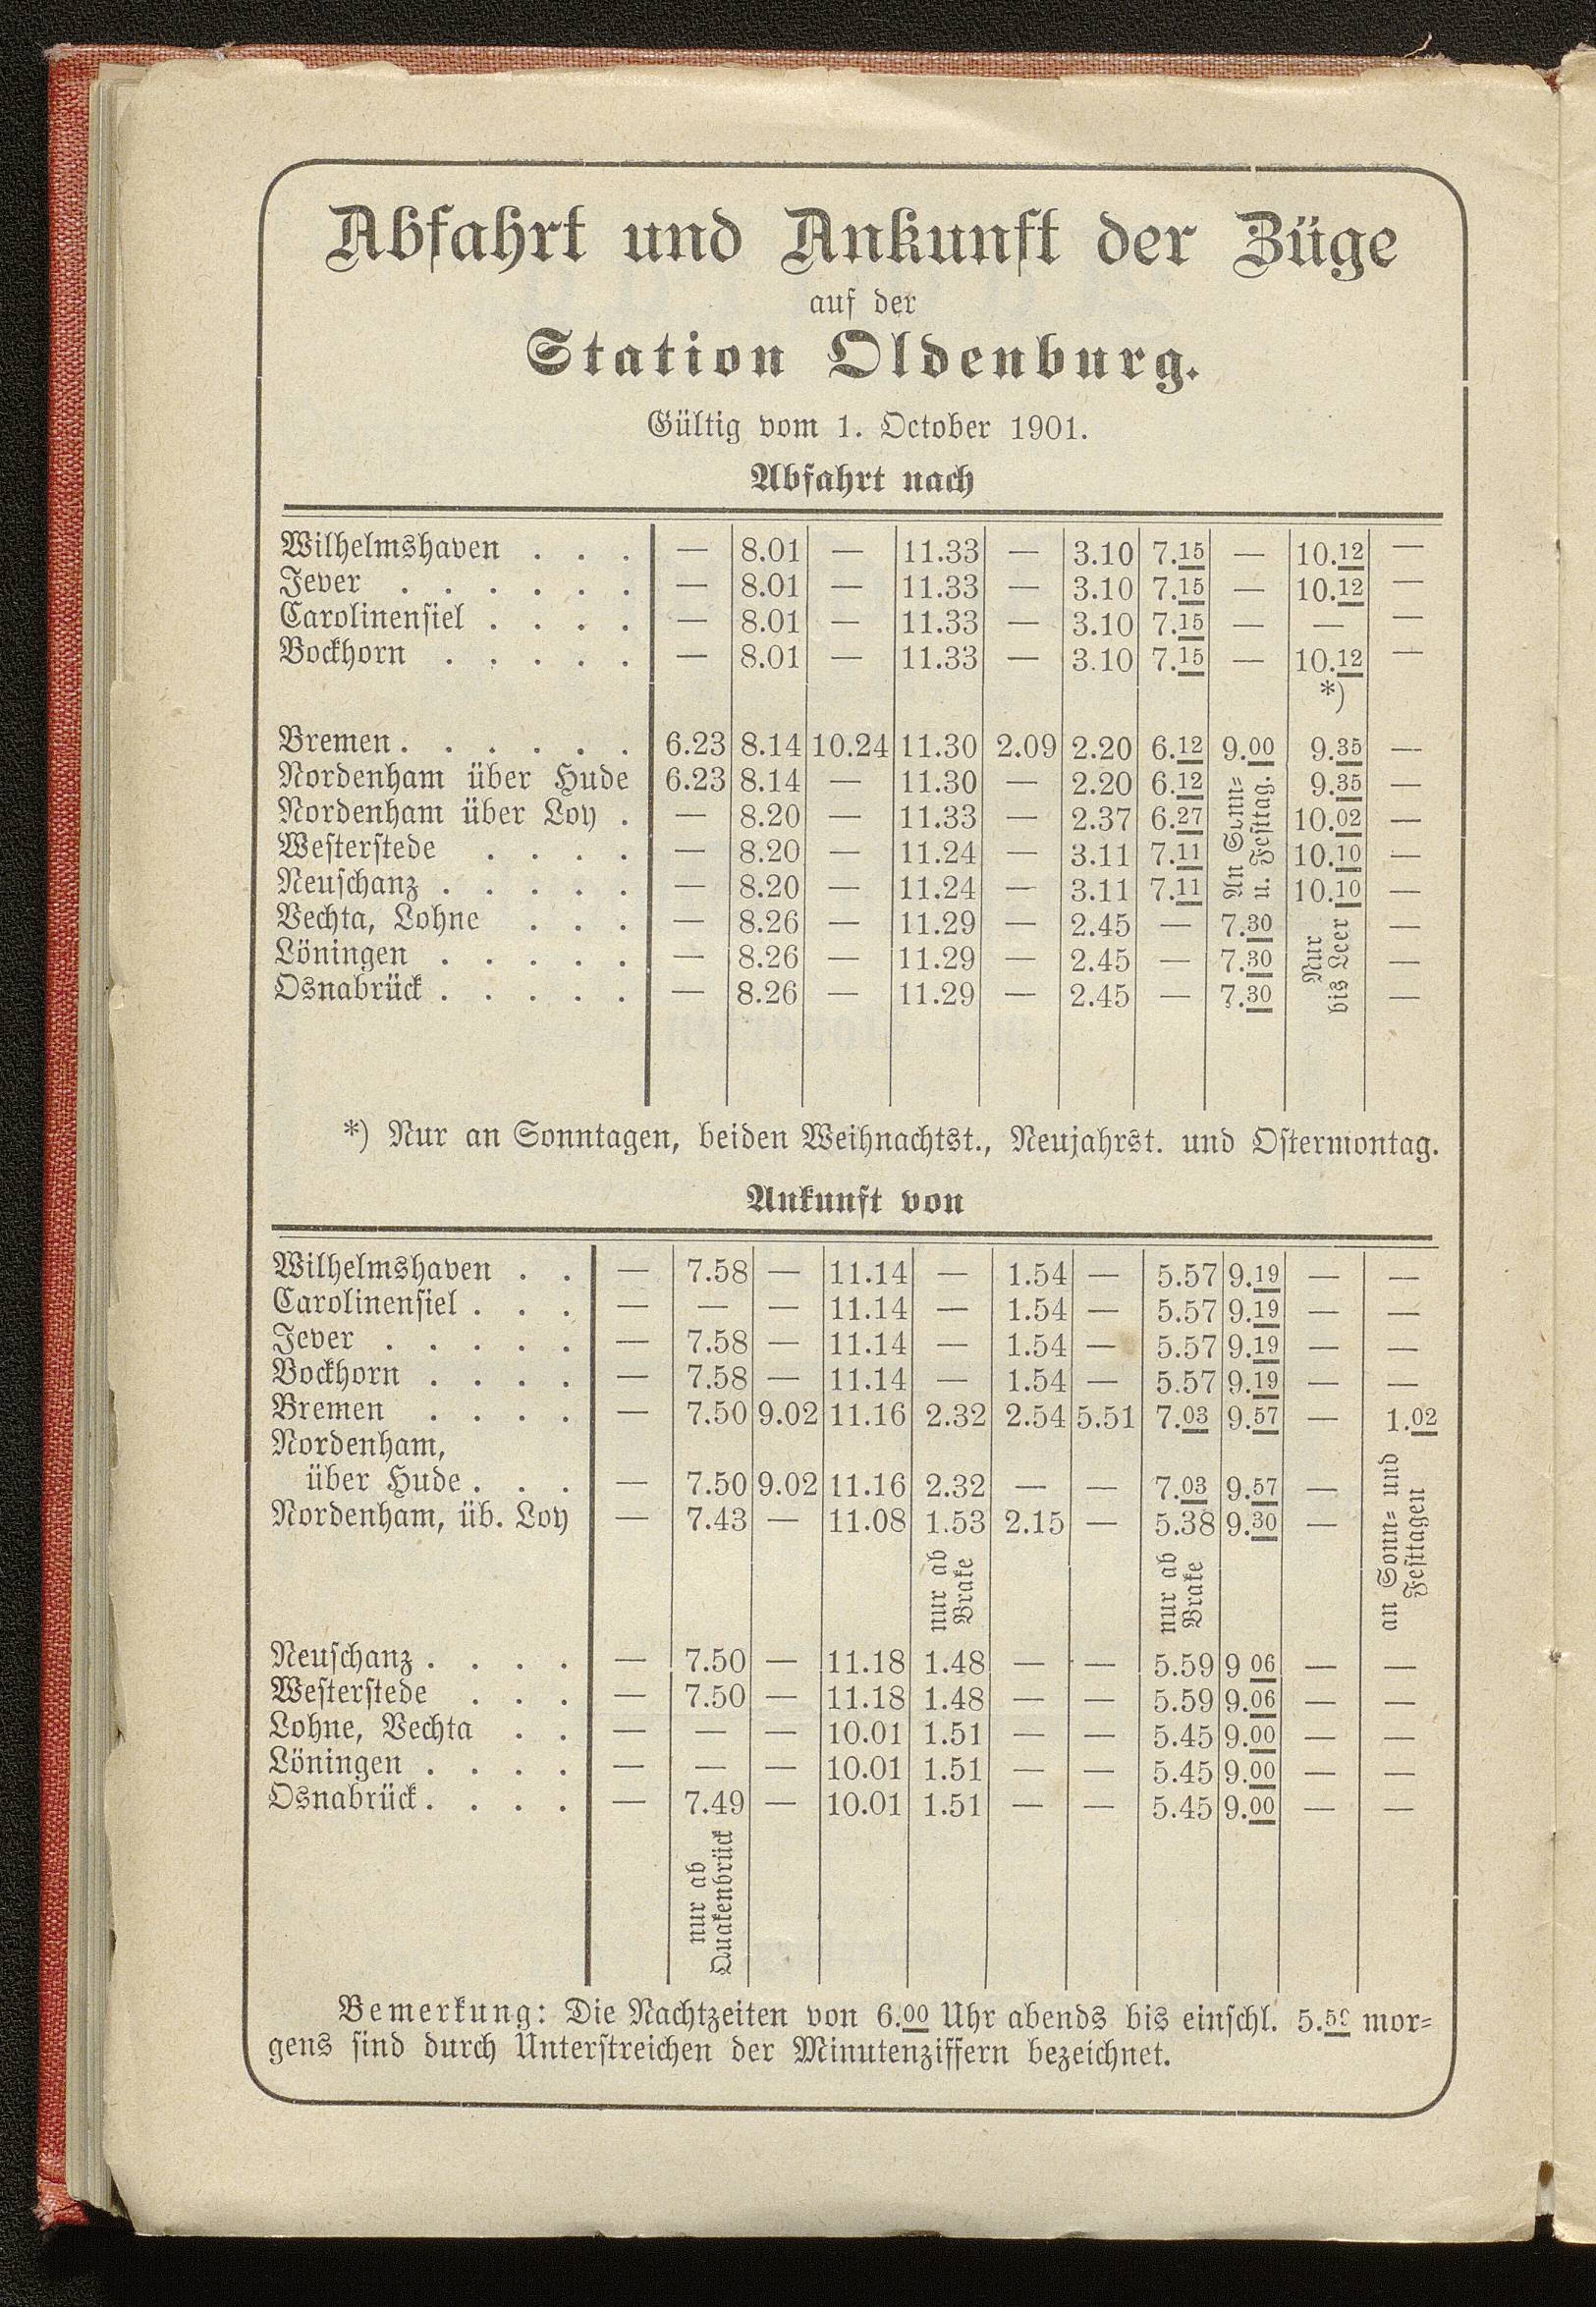 Abfahrt und Ankunft der Züge
auf der
Station Oldenburg.
Gültig vom 1. October 1901.
Abfahrt nach
Wilhelmshaven . . . — 8.01 — 11.33 — 3.10 7.15 — 10.12 —
Jever . . . . . . — 8.01 — 11.33 — 3.10 7.15 — 10.12 —
Carolinensiel . . . . — 8.01 — 11.33 — 3.10 7.15 — — —
Bockhorn . . . . . — 8.01 — 11.33 — 3.10 7.15 — 10.12 —
*)
Bremen . . . . . . 6.23 8.14 10.24 11.30 2.09 2.20 6.12 9.00 9.35 —
Nordenham über Hude 6.23 8.14 — 11.30 — 2.20 6.12 9.35 —
Nordenham über Loy . — 8.20 — 11.33 — 2.37 6.27 10.02 —
Westerstede . . . . — 8.20 — 11.24 — 3.11 7.11 10.10 —
Neuschanz . . . . . — 8.20 — 11.24 — 3.11 7.11 10.10 —
An Sonn-
u. Festtag.
Vechta, Lohne . . . — 8.26 — 11.29 — 2.45 — 7.30 —
Löningen . . . . . — 8.26 — 11.29 — 2.45 — 7.30 —
Osnabrück . . . . . — 8.26 — 11.29 — 2.45 — 7.30 —
Nur
bis Leer
*) Nur an Sonntagen, beiden Weihnachtst., Neujahrst. und Ostermontag.
Ankunft von
Wilhelmshaven . . — 7.58 — 11.14 — 1.54 — 5.57 9.19 — —
Carolinensiel . . . — — — 11.14 — 1.54 — 5.57 9.19 — —
Jever . . . . . — 7.58 — 11.14 — 1.54 — 5.57 9.19 — —
Bockhorn . . . . — 7.58 — 11.14 — 1.54 — 5.57 9.19 — —
Bremen . . . . — 7.50 9.02 11.16 2.32 2.54 5.51 7.03 9.57 — 1.02
Nordenham,
über Hude . . . — 7.50 9.02 11.16 2.32 — — 7.03 9.57 —
Nordenham, üb. Loy — 7.43 — 11.08 1.53 2.15 — 5.38 9.30 —
nur ab
Brake
nur ab
Brake
an Sonn- und
Festtagen
Neuschanz . . . . — 7.50 — 11.18 1.48 — — 5.59 9 06 — —
Westerstede . . . — 7.50 — 11.18 1.48 — — 5.59 9.06 — —
Lohne, Vechta . . — — — 10.01 1.51 — — 5.45 9.00 — —
Löningen . . . . — — — 10.01 1.51 — — 5.45 9.00 — —
Osnabrück . . . . — 7.49 — 10.01 1.51 — — 5.45 9.00 — —
nur ab
Quakenbrück
Bemerkung: Die Nachtzeiten von 6.00 Uhr abends bis einschl. 5.59 mor-
gens sind durch Unterstreichen der Minutenziffern bezeichnet.